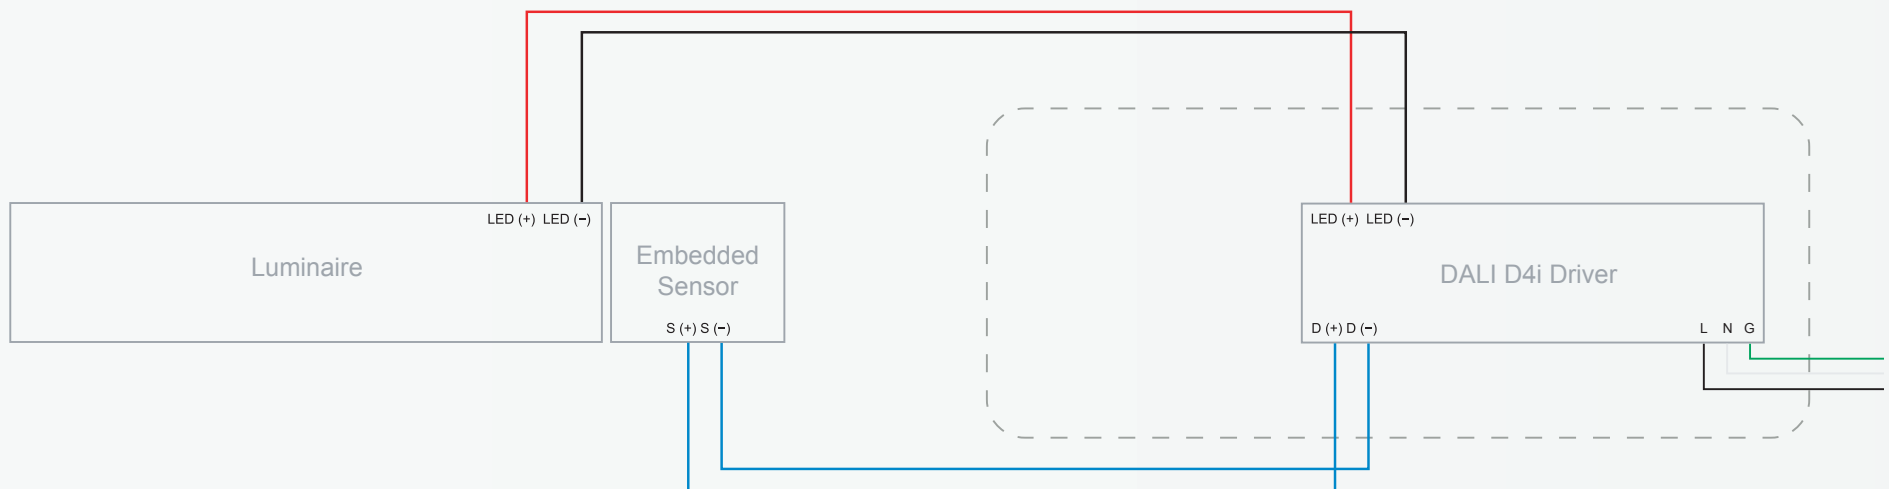 LED (+) LED (−)
Luminaire
Embedded
Sensor
S (+) S (−)
LED (+) LED (−)
DALI D4i Driver
D (+) D (−)
L N G